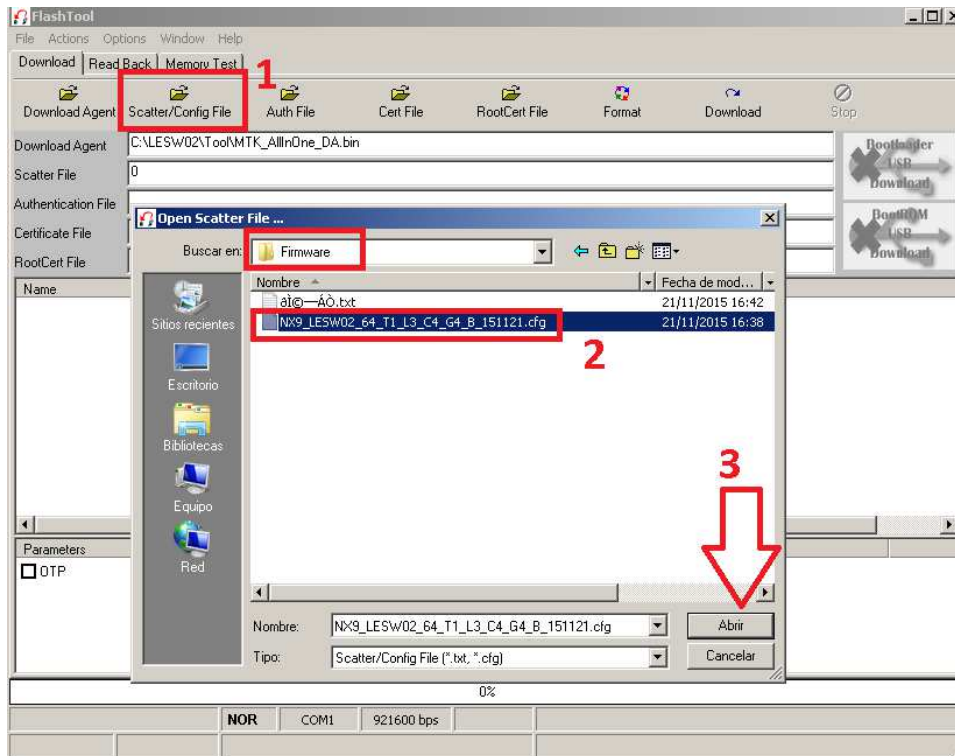 FlashTool
File Actions Options Window Help
Download Read Back Memory Test
1
Download Agent Scatter/Config File Auth File Cert File RootCert File Format Download Stop
Download Agent C:\LESW02\Tool\MTK_AllInOne_DA.bin
Scatter File 0
Authentication File
Certificate File
RootCert File
Bootloader
USB
Download
BootROM
USB
Download
Name
Open Scatter File ...
Buscar en: Firmware
Nombre Fecha de mod...
àÌ©—ÁÒ.txt 21/11/2015 16:42
NX9_LESW02_64_T1_L3_C4_G4_B_151121.cfg 21/11/2015 16:38
2
Sitios recientes
Escritorio
Bibliotecas
Equipo
Red
3
Nombre: NX9_LESW02_64_T1_L3_C4_G4_B_151121.cfg Abrir
Tipo: Scatter/Config File (*.txt, *.cfg) Cancelar
Parameters
OTP
0%
NOR COM1 921600 bps